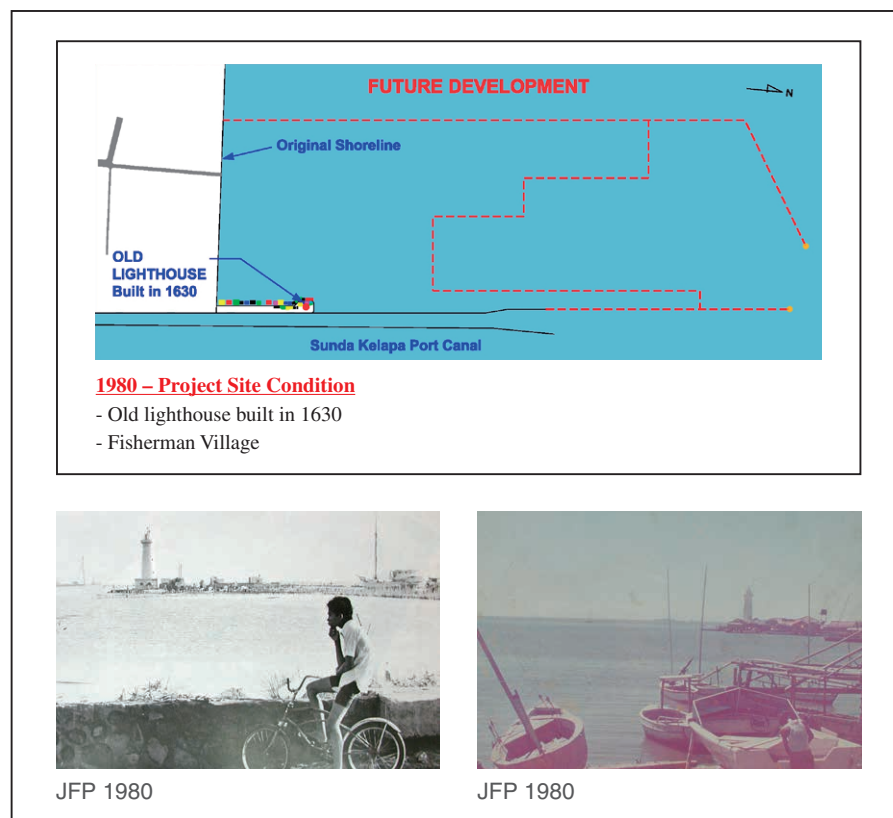 FUTURE DEVELOPMENT
N
Original Shoreline
OLD
LIGHTHOUSE
Built in 1630
Sunda Kelapa Port Canal
1980 – Project Site Condition
- Old lighthouse built in 1630
- Fisherman Village
JFP 1980
JFP 1980